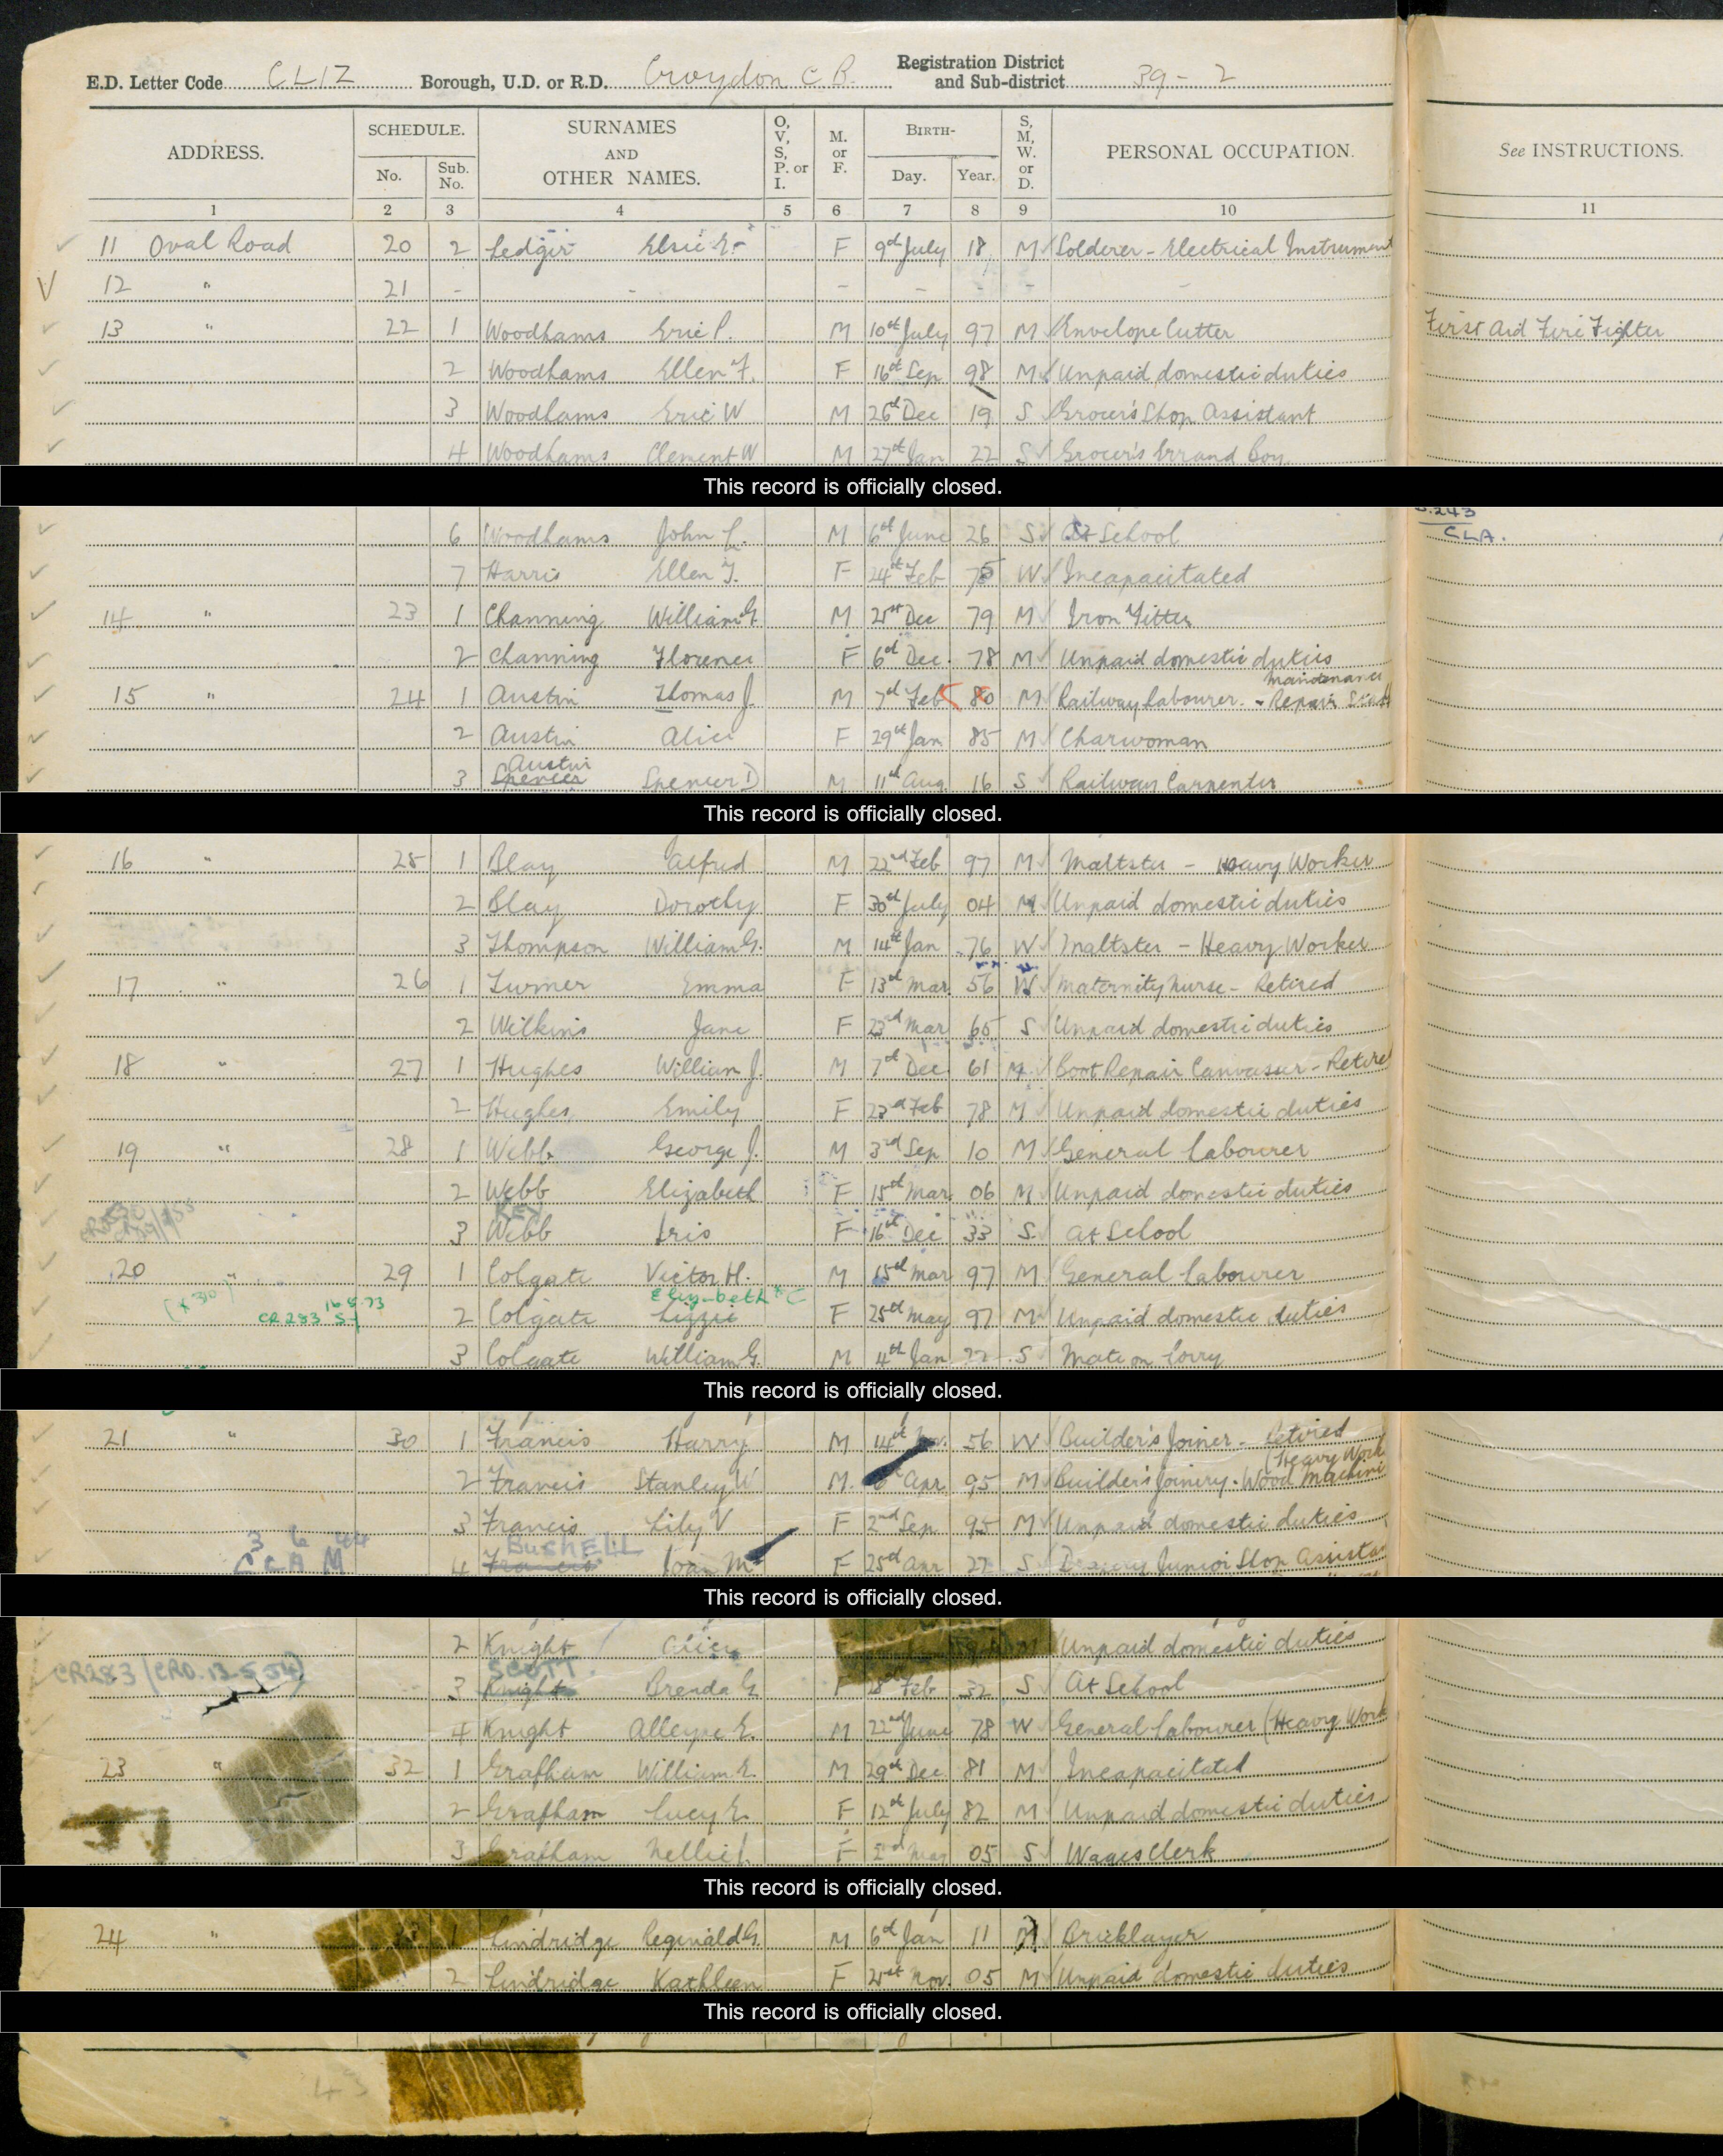 E.D. Letter Code CLIZ Borough, U.D. or R.D. Croydon C.B. Registration District and Sub-district 39-2
ADDRESS. SCHEDULE. No. Sub. No. SURNAMES AND OTHER NAMES. O, V, S, P. or I. M. or F. BIRTH- Day. Year. S, M, W. or D. PERSONAL OCCUPATION. See INSTRUCTIONS.
1 2 3 4 5 6 7 8 9 10 11
11 Oval Road 20 2 Ledger Elsie E. F 9th July 18 M Solderer - Electrical Instrument
12 " 21 - - - - - - -
13 " 22 1 Woodhams Eric P. M 10th July 97 M Envelope Cutter First Aid Fire Fighter
2 Woodhams Ellen F. F 16th Sep 98 M Unpaid domestic duties
3 Woodhams Eric W M 26th Dec 19 S Grocer's Shop Assistant
4 Woodhams Clement W M 27th Jan 22 S Grocer's Errand Boy
This record is officially closed.
6 Woodhams John L. M 6th June 26 S At School CLA.
7 Harris Ellen J. F 24th Feb W Incapacitated
14 " 23 1 Channing William G. M 25th Dec 79 M Iron Fitter
2 Channing Florence F 6th Dec. 78 M Unpaid domestic duties
15 " 24 1 Austin Thomas J. M 7th Feb 80 M Railway Labourer - Maintenance Repair Staff
2 Austin Alice F 29th Jan 85 M Charwoman
3 Spencer Austin Spencer D M 11th Aug 16 S Railway Carpenter
This record is officially closed.
16 " 25 1 Blay Alfred M 22nd Feb 97 M Maltster - Heavy Worker
2 Blay Dorothy F 30th July 04 M Unpaid domestic duties
3 Thompson William G. M 14th Jan 76 W Maltster - Heavy Worker
17 " 26 1 Turner Emma F 13th Mar 56 W Maternity Nurse - Retired
2 Wilkins Jane F 23rd Mar 65 S Unpaid domestic duties
18 " 27 1 Hughes William J. M 7th Dec 61 M Boot Repair Canvasser - Retired
2 Hughes Emily F 23rd Feb 78 M Unpaid domestic duties
19 " 28 1 Webb George J. M 3rd Sep 10 M General Labourer
2 Webb Elizabeth F 15th Mar 06 M Unpaid domestic duties
KEY
3 Webb Iris F 16th Dec 33 S At School
20 " 29 1 Colgate Victor H. M 15th Mar 97 M General Labourer
CR 283 16.8.73 2 Colgate Lizzie Elizabeth C F 25th May 97 M Unpaid domestic duties
3 Colgate William G. M 4th Jan 22 S Mate on Lorry
This record is officially closed.
21 " 30 1 Francis Harry M 14th Nov. 56 W Builder's Joiner - Retired
2 Francis Stanley W M Apr 95 M Builder's Joinery - Wood Machinist (Heavy Work
3 Francis Lily V F 2nd Sep 95 M Unpaid domestic duties
3 6 44 CLA M BUSHELL
4 Francis Joan M F 25th Apr 27 S Drapery Junior Shop Assistant
This record is officially closed.
2 Knight Alice M Unpaid domestic duties
CR283/CRO.13.5.54 SCOTT
3 Knight Brenda E F 28th Feb 32 S At School
4 Knight Alleyne E. M 22nd June 78 W General Labourer (Heavy Work
23 " 32 1 Grafham William E. M 29th Dec 81 M Incapacitated
2 Grafham Lucy E. F 12th July 82 M Unpaid domestic duties
3 Grafham Nellie L F 2nd May 05 S Wages Clerk
This record is officially closed.
24 " 33 1 Lindridge Reginald G. M 6th Jan 11 M Bricklayer
2 Lindridge Kathleen F 21st Nov. 05 M Unpaid domestic duties
This record is officially closed.